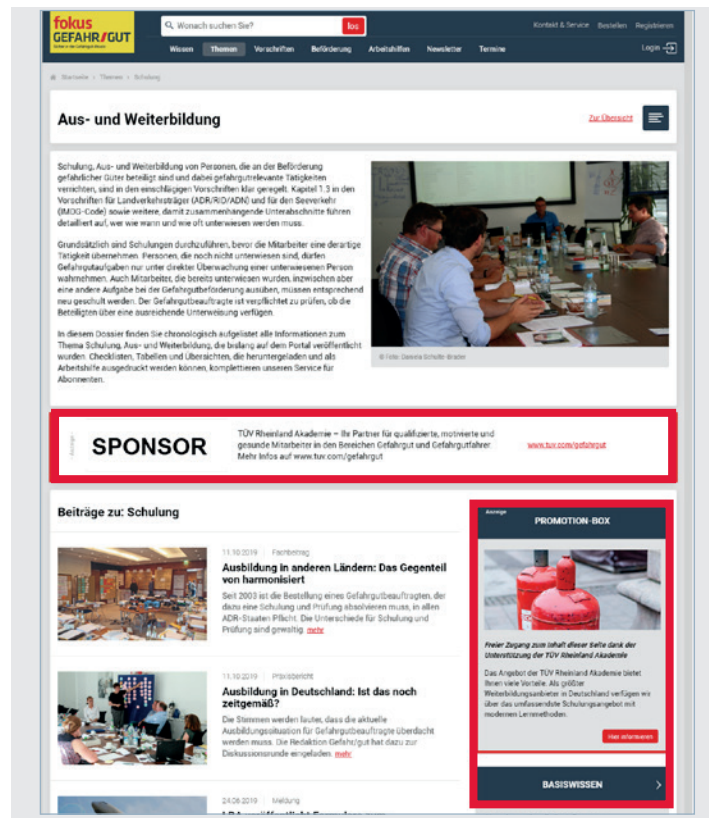 fokus
GEFAHR/GUT
Wonach suchen Sie?
los
Kontakt & Service Bestellen Registrieren
Wissen Themen Vorschriften Beförderung Arbeitshilfen Newsletter Termine
Login
Startseite > Themen > Schulung
Aus- und Weiterbildung
Zur Übersicht
Schulung, Aus- und Weiterbildung von Personen, die an der Beförderung
gefährlicher Güter beteiligt sind und dabei gefahrgutrelevante Tätigkeiten
verrichten, sind in den einschlägigen Vorschriften klar geregelt. Kapitel 1.3 in den
Vorschriften für Landverkehrsträger (ADR/RID/ADN) und für den Seeverkehr
(IMDG-Code) sowie weitere, damit zusammenhängende Unterabschnitte führen
detailliert auf, wer wie wann und wie oft unterwiesen werden muss.
Grundsätzlich sind Schulungen durchzuführen, bevor die Mitarbeiter eine derartige
Tätigkeit übernehmen. Personen, die noch nicht unterwiesen sind, dürfen
Gefahrgutaufgaben nur unter direkter Überwachung einer unterwiesenen Person
wahrnehmen. Auch Mitarbeiter, die bereits unterwiesen wurden, inzwischen aber
eine andere Aufgabe bei der Gefahrgutbeförderung ausüben, müssen entsprechend
neu geschult werden. Der Gefahrgutbeauftragte ist verpflichtet zu prüfen, ob die
Beteiligten über eine ausreichende Unterweisung verfügen.
In diesem Dossier finden Sie chronologisch aufgelistet alle Informationen zum
Thema Schulung, Aus- und Weiterbildung, die bislang auf dem Portal veröffentlicht
wurden. Checklisten, Tabellen und Übersichten, die heruntergeladen und als
Arbeitshilfe ausgedruckt werden können, komplettieren unseren Service für
Abonnenten.
© Foto: Daniela Schulte-Brader
- Anzeige -
SPONSOR
TÜV Rheinland Akademie – Ihr Partner für qualifizierte, motivierte und
gesunde Mitarbeiter in den Bereichen Gefahrgut und Gefahrgutfahrer.
Mehr Infos auf www.tuv.com/gefahrgut
www.tuv.com/gefahrgut
Beiträge zu: Schulung
11.10.2019 | Fachbeitrag
Ausbildung in anderen Ländern: Das Gegenteil
von harmonisiert
Seit 2003 ist die Bestellung eines Gefahrgutbeauftragten, der
dazu eine Schulung und Prüfung absolvieren muss, in allen
ADR-Staaten Pflicht. Die Unterschiede für Schulung und
Prüfung sind gewaltig. mehr
11.10.2019 | Praxisbericht
Ausbildung in Deutschland: Ist das noch
zeitgemäß?
Die Stimmen werden lauter, dass die aktuelle
Ausbildungssituation für Gefahrgutbeauftragte überdacht
werden muss. Die Redaktion Gefahr/gut hat dazu zur
Diskussionsrunde eingeladen. mehr
24.06.2019 | Meldung
Anzeige
PROMOTION-BOX
Freier Zugang zum Inhalt dieser Seite dank der
Unterstützung der TÜV Rheinland Akademie
Das Angebot der TÜV Rheinland Akademie bietet
Ihnen viele Vorteile. Als größter
Weiterbildungsanbieter in Deutschland verfügen wir
über das umfassendste Schulungsangebot mit
modernen Lernmethoden.
Hier informieren
BASISWISSEN